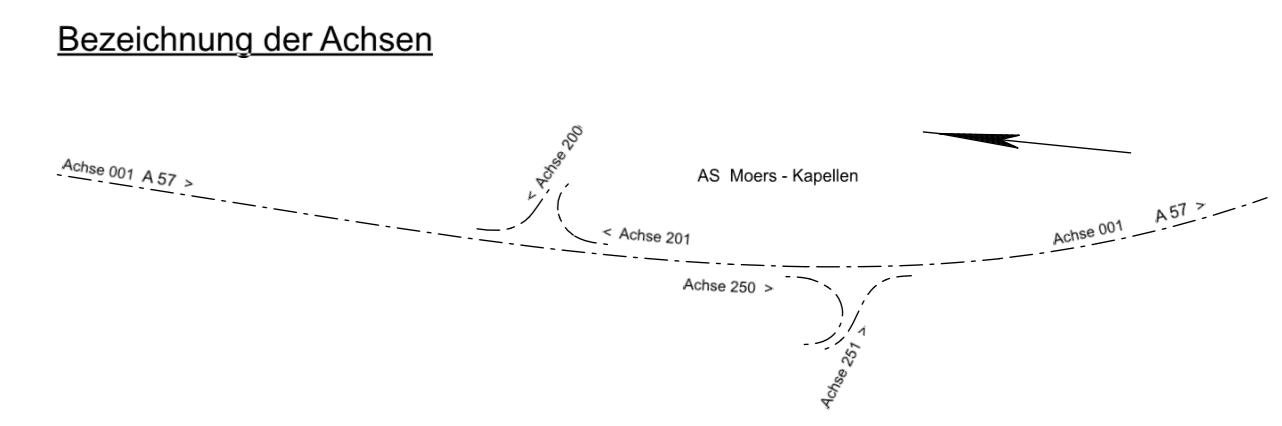 Bezeichnung der Achsen
Achse 001 A 57 >
< Achse 200
AS Moers - Kapellen
< Achse 201
Achse 001 A 57 >
Achse 250 >
Achse 251 >